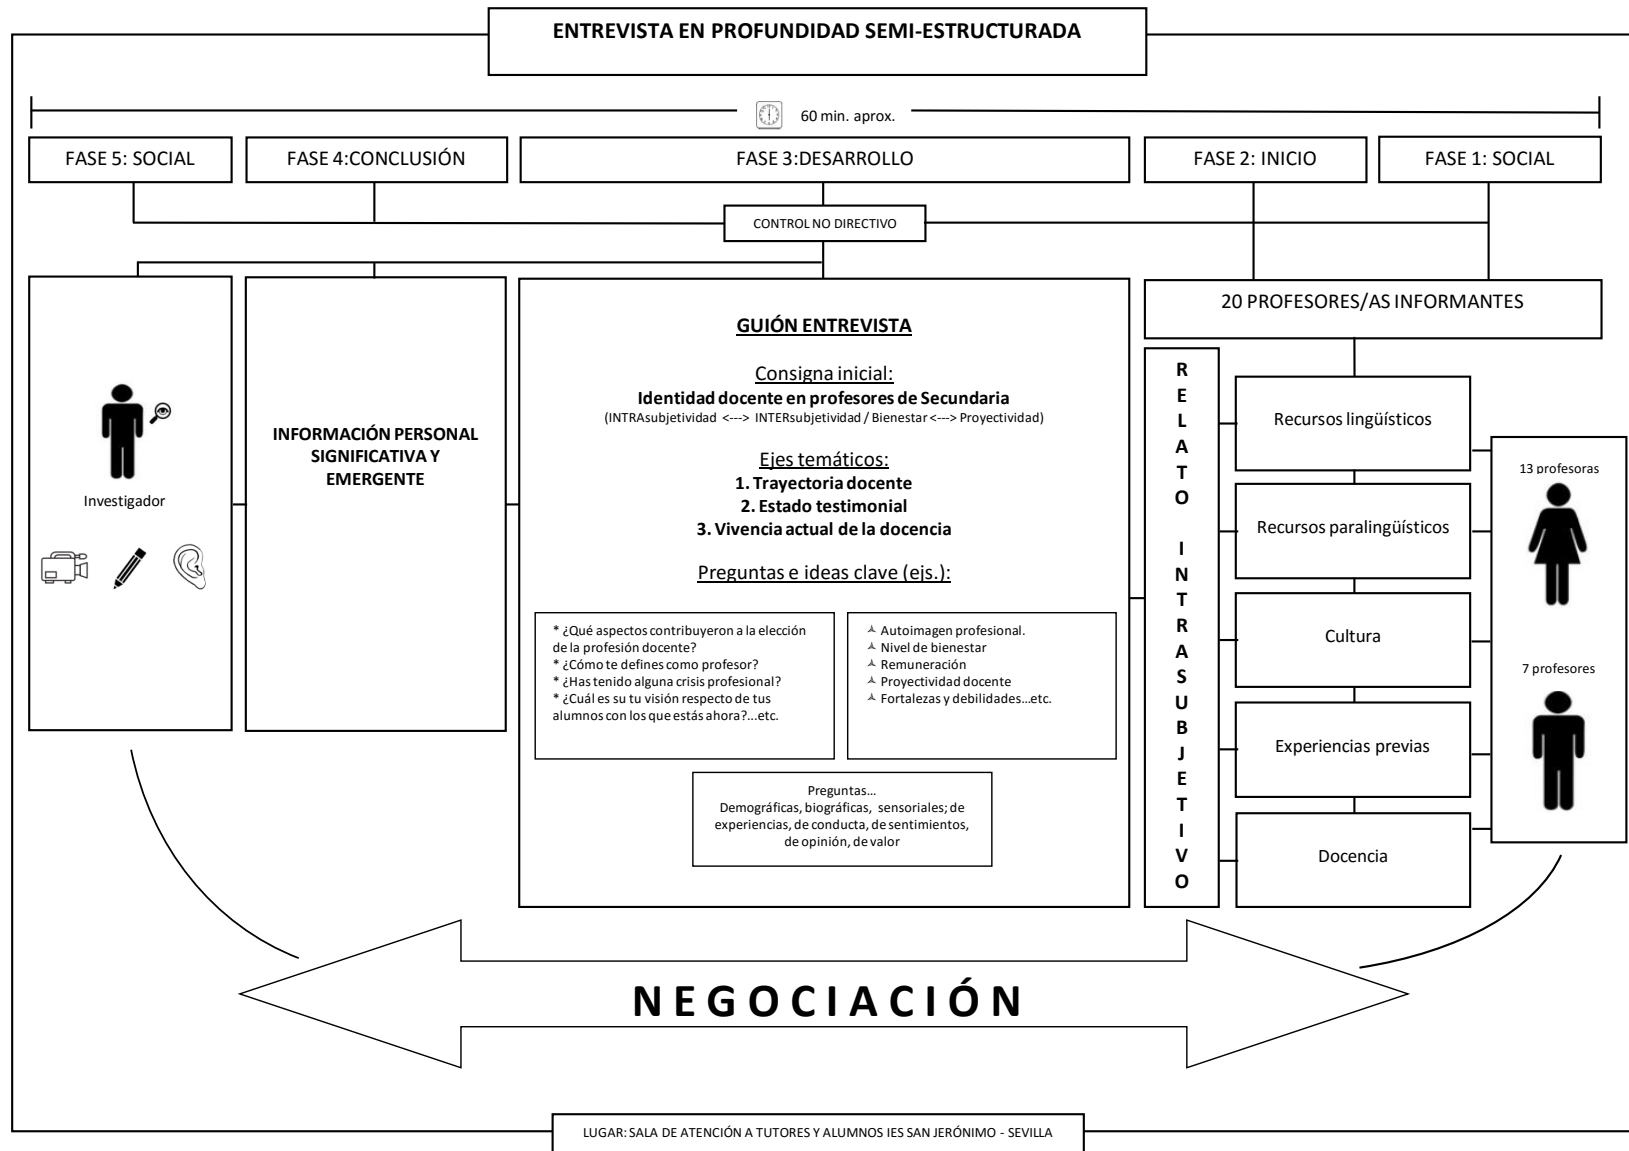 ENTREVISTA EN PROFUNDIDAD SEMI-ESTRUCTURADA
60 min. aprox.
FASE 5: SOCIAL
FASE 4:CONCLUSIÓN
FASE 3:DESARROLLO
FASE 2: INICIO
FASE 1: SOCIAL
CONTROL NO DIRECTIVO
Investigador
INFORMACIÓN PERSONAL
SIGNIFICATIVA Y
EMERGENTE
GUIÓN ENTREVISTA
Consigna inicial:
Identidad docente en profesores de Secundaria
(INTRAsubjetividad <---> INTERsubjetividad / Bienestar <---> Proyectividad)
Ejes temáticos:
1. Trayectoria docente
2. Estado testimonial
3. Vivencia actual de la docencia
Preguntas e ideas clave (ejs.):
* ¿Qué aspectos contribuyeron a la elección
de la profesión docente?
* ¿Cómo te defines como profesor?
* ¿Has tenido alguna crisis profesional?
* ¿Cuál es su tu visión respecto de tus
alumnos con los que estás ahora?...etc.
Autoimagen profesional.
Nivel de bienestar
Remuneración
Proyectividad docente
Fortalezas y debilidades...etc.
Preguntas...
Demográficas, biográficas, sensoriales; de
experiencias, de conducta, de sentimientos,
de opinión, de valor
20 PROFESORES/AS INFORMANTES
RELATO INTRASUBJETIVO
Recursos lingüísticos
Recursos paralingüísticos
Cultura
Experiencias previas
Docencia
13 profesoras
7 profesores
NEGOCIACIÓN
LUGAR: SALA DE ATENCIÓN A TUTORES Y ALUMNOS IES SAN JERÓNIMO - SEVILLA